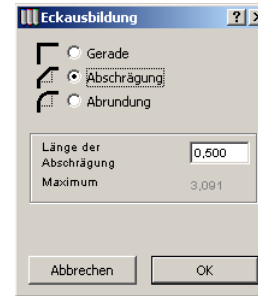 Eckausbildung
Gerade
Abschrägung
Abrundung
Länge der
Abschrägung
0,500
Maximum
3,091
Abbrechen
OK